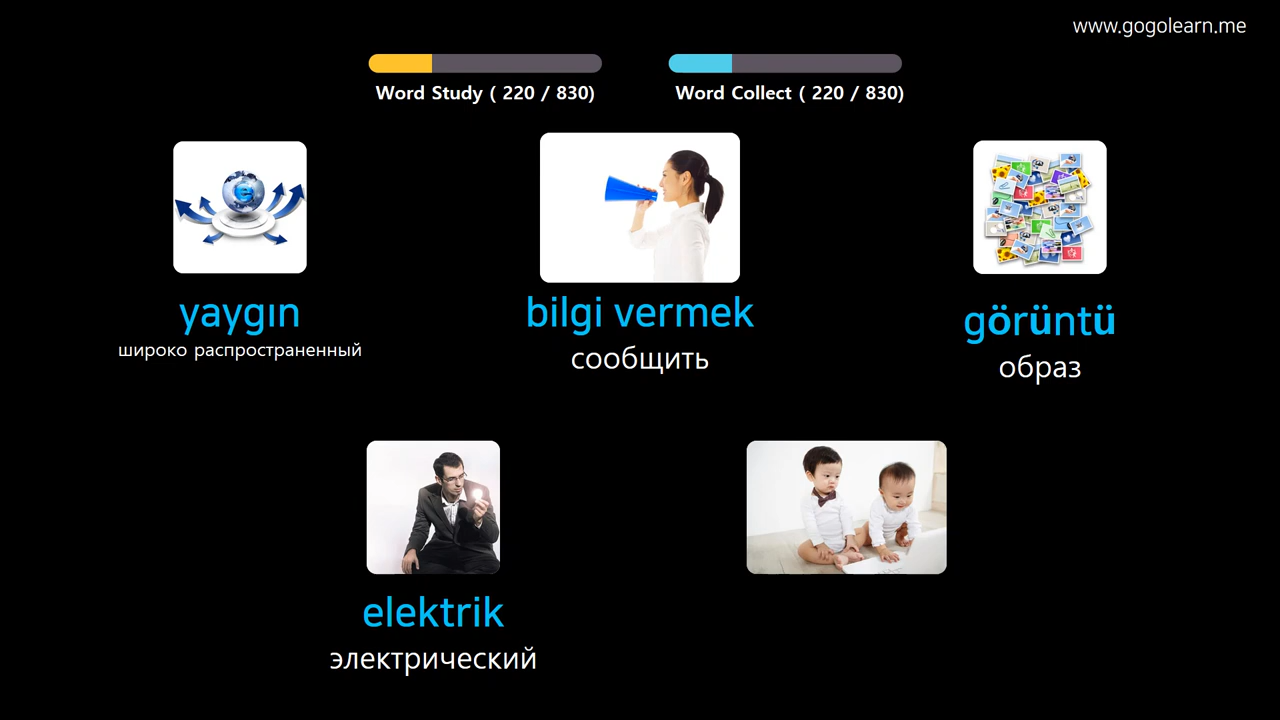 www.gogolearn.me
Word Study ( 220 / 830)
Word Collect ( 220 / 830)
yaygın
широко распространенный
bilgi vermek
сообщить
görüntü
образ
elektrik
электрический